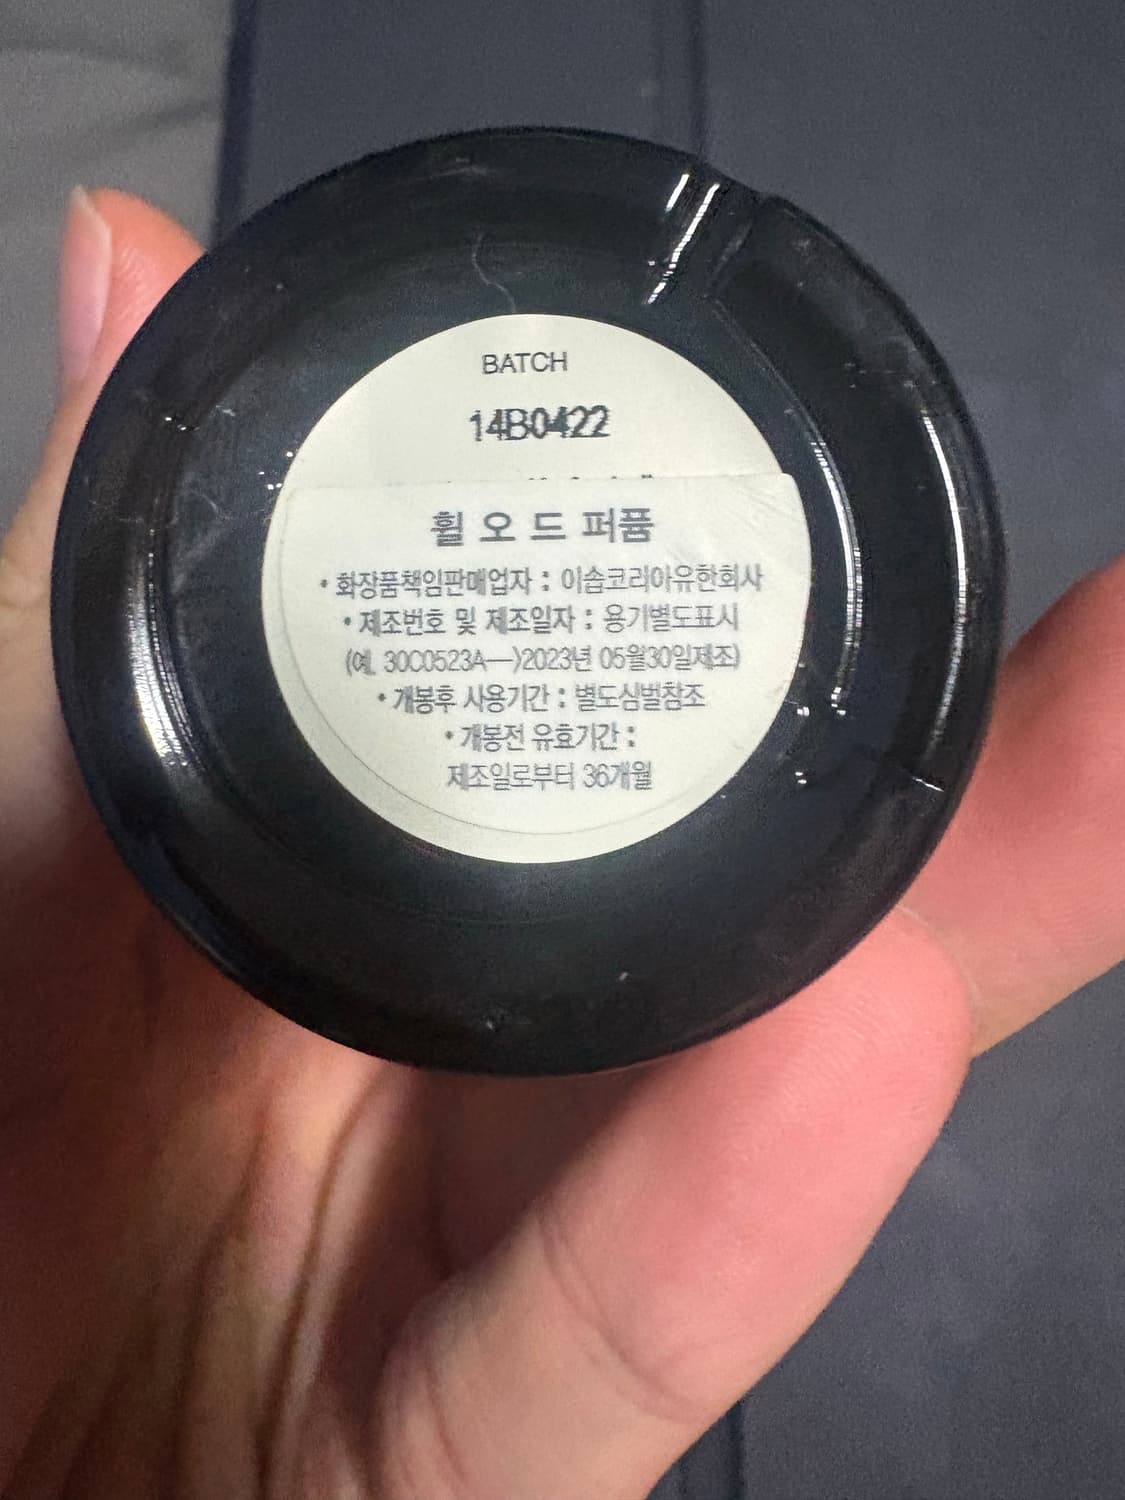 BATCH
14B0422
휠 오 드 퍼퓸
• 화장품책임판매업자 : 이솝코리아유한회사
• 제조번호 및 제조일자 : 용기별도표시
(예. 30C0523A—>2023년 05월30일제조)
• 개봉후 사용기간 : 별도심벌참조
• 개봉전 유효기간 :
제조일로부터 36개월